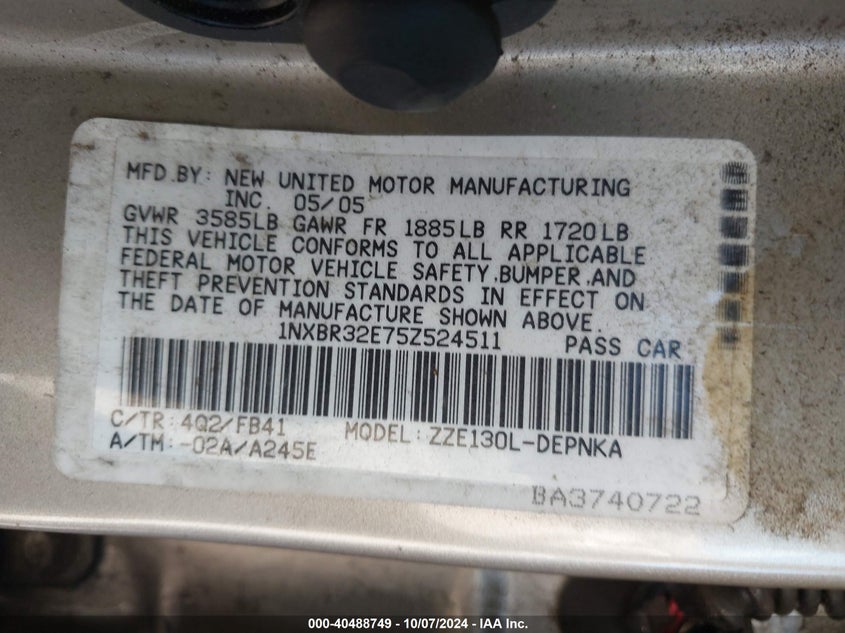 MFD.BY: NEW UNITED MOTOR MANUFACTURING
INC. 05/05
GVWR 3585LB GAWR FR 1885LB RR 1720LB
THIS VEHICLE CONFORMS TO ALL APPLICABLE
FEDERAL MOTOR VEHICLE SAFETY,BUMPER,AND
THEFT PREVENTION STANDARDS IN EFFECT ON
THE DATE OF MANUFACTURE SHOWN ABOVE.
1NXBR32E75Z524511 PASS CAR
C/TR:4Q2/FB41 MODEL:ZZE130L-DEPNKA
A/TM:-02A/A245E
BA3740722
000-40488749 - 10/07/2024 - IAA Inc.